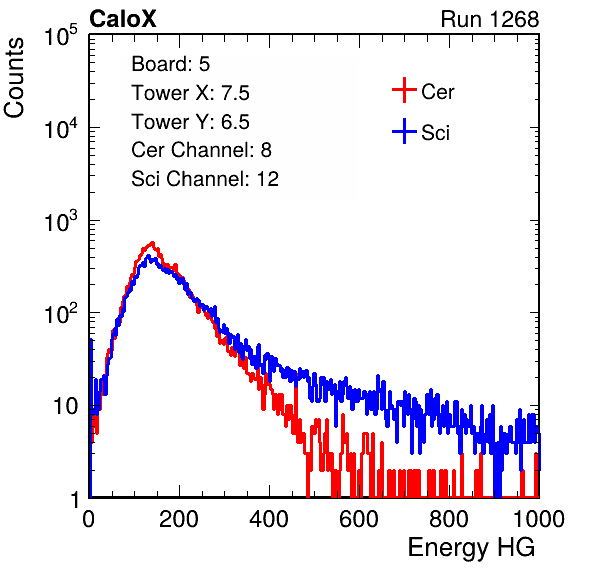 CaloX Run 1268
Counts
10^5
10^4
10^3
10^2
10
1
Board: 5
Tower X: 7.5
Tower Y: 6.5
Cer Channel: 8
Sci Channel: 12
Cer
Sci
0 200 400 600 800 1000
Energy HG